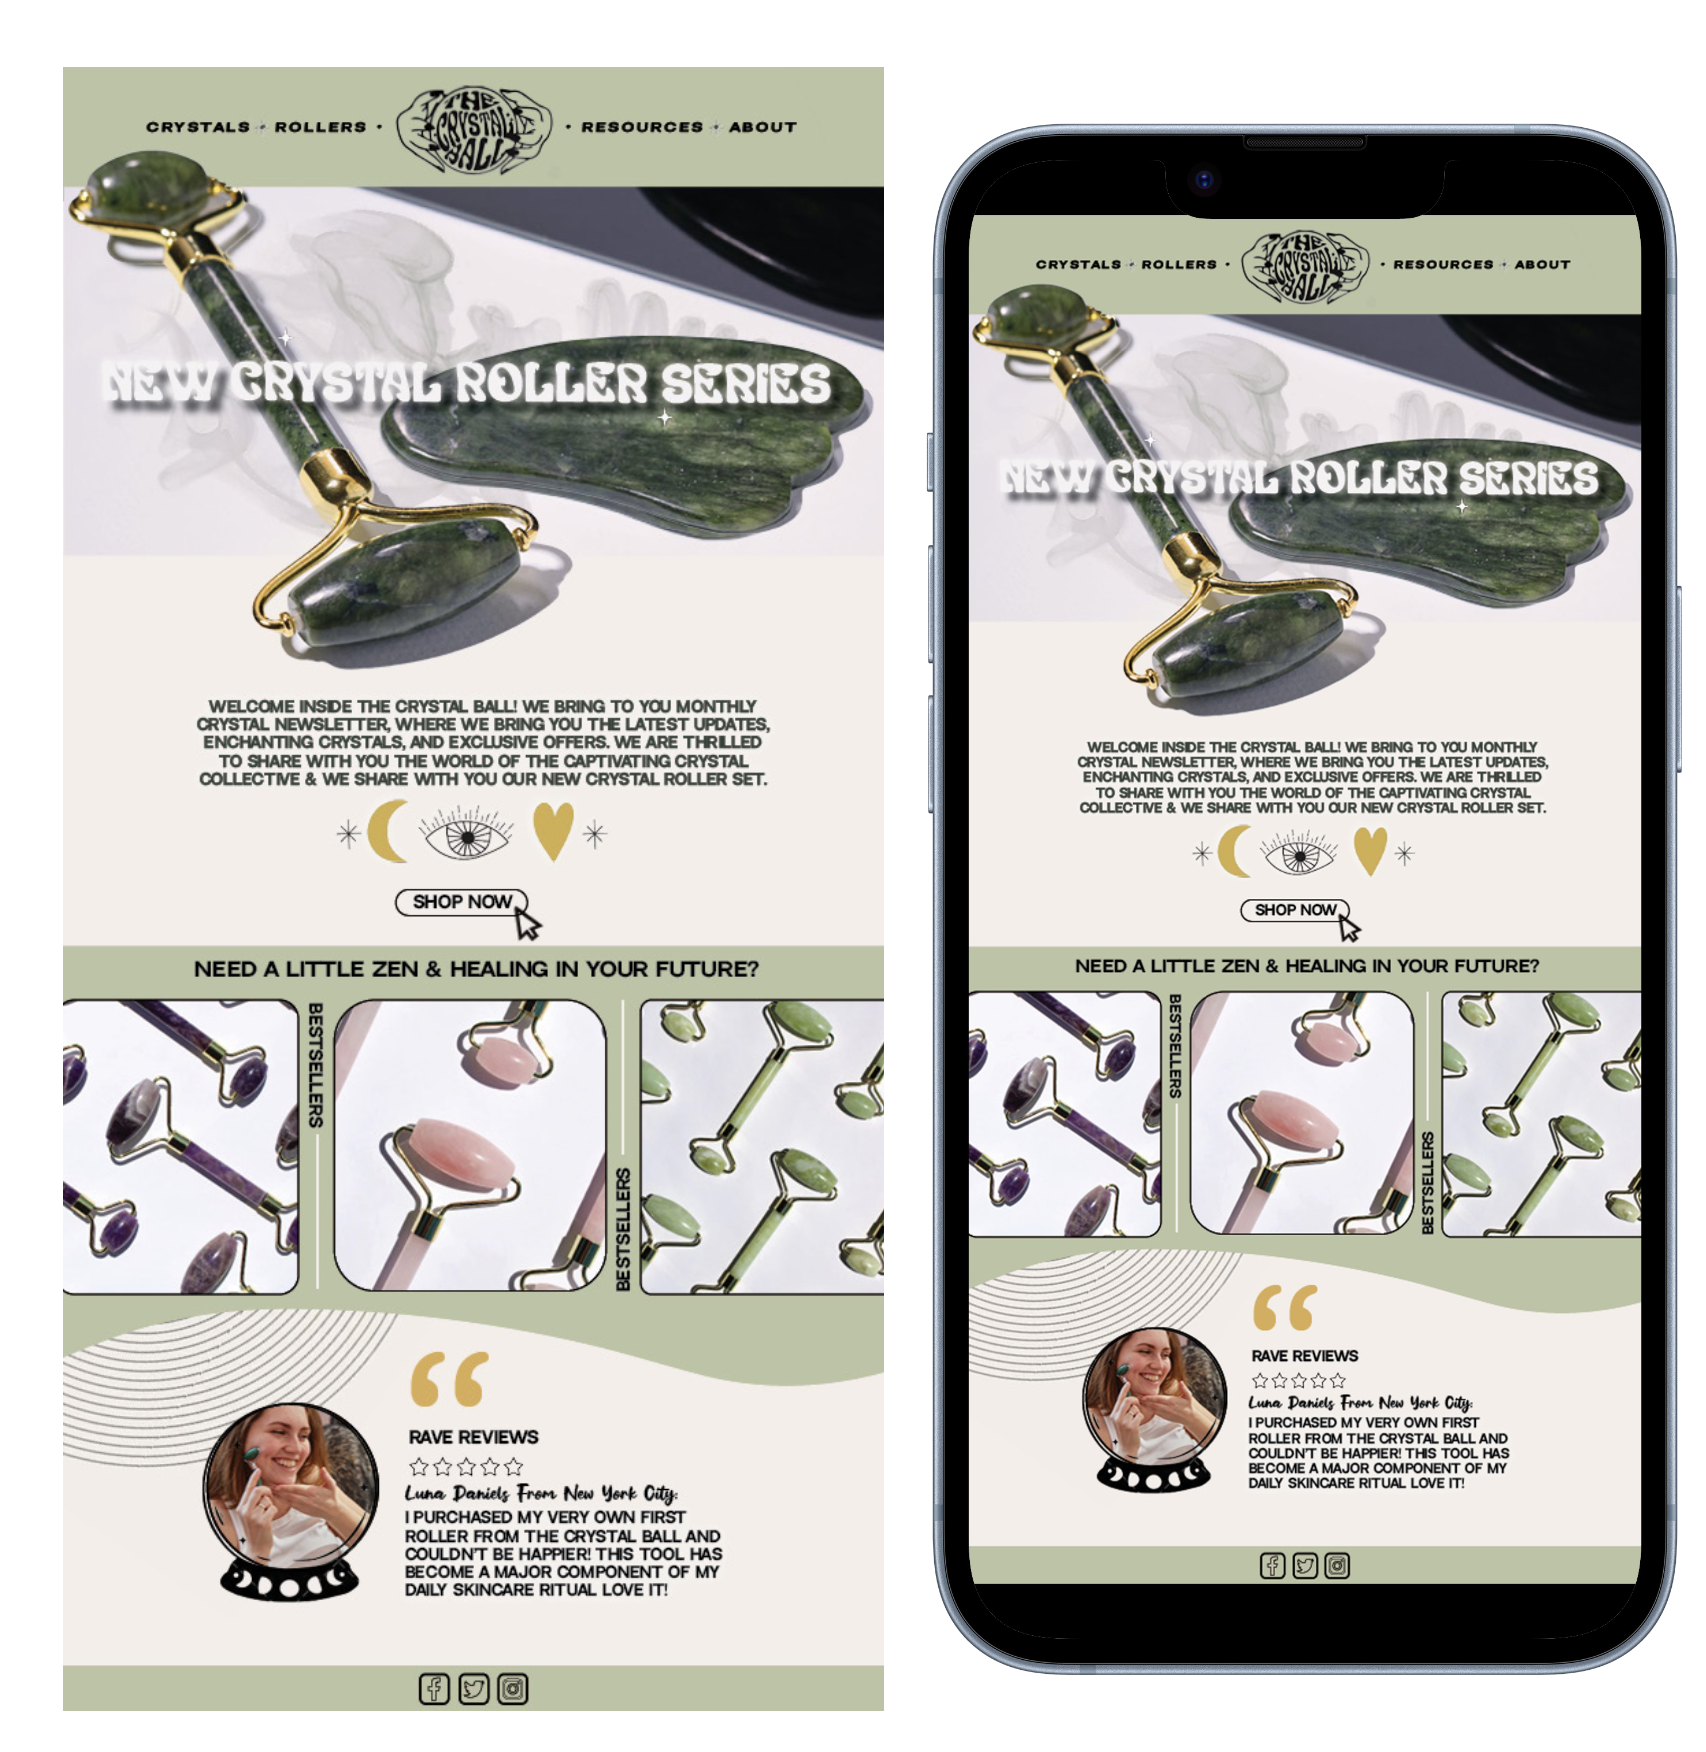 CRYSTALS ROLLERS • THE CRYSTAL BALL • RESOURCES ABOUT
NEW CRYSTAL ROLLER SERIES
WELCOME INSIDE THE CRYSTAL BALL! WE BRING TO YOU MONTHLY
CRYSTAL NEWSLETTER, WHERE WE BRING YOU THE LATEST UPDATES,
ENCHANTING CRYSTALS, AND EXCLUSIVE OFFERS. WE ARE THRILLED
TO SHARE WITH YOU THE WORLD OF THE CAPTIVATING CRYSTAL
COLLECTIVE & WE SHARE WITH YOU OUR NEW CRYSTAL ROLLER SET.
SHOP NOW
NEED A LITTLE ZEN & HEALING IN YOUR FUTURE?
BESTSELLERS
BESTSELLERS
RAVE REVIEWS
Luna Daniels From New York City:
I PURCHASED MY VERY OWN FIRST
ROLLER FROM THE CRYSTAL BALL AND
COULDN'T BE HAPPIER! THIS TOOL HAS
BECOME A MAJOR COMPONENT OF MY
DAILY SKINCARE RITUAL LOVE IT!
CRYSTALS ROLLERS • THE CRYSTAL BALL • RESOURCES ABOUT
NEW CRYSTAL ROLLER SERIES
WELCOME INSIDE THE CRYSTAL BALL! WE BRING TO YOU MONTHLY
CRYSTAL NEWSLETTER, WHERE WE BRING YOU THE LATEST UPDATES,
ENCHANTING CRYSTALS, AND EXCLUSIVE OFFERS. WE ARE THRILLED
TO SHARE WITH YOU THE WORLD OF THE CAPTIVATING CRYSTAL
COLLECTIVE & WE SHARE WITH YOU OUR NEW CRYSTAL ROLLER SET.
SHOP NOW
NEED A LITTLE ZEN & HEALING IN YOUR FUTURE?
BESTSELLERS
BESTSELLERS
RAVE REVIEWS
Luna Daniels From New York City:
I PURCHASED MY VERY OWN FIRST
ROLLER FROM THE CRYSTAL BALL AND
COULDN'T BE HAPPIER! THIS TOOL HAS
BECOME A MAJOR COMPONENT OF MY
DAILY SKINCARE RITUAL LOVE IT!